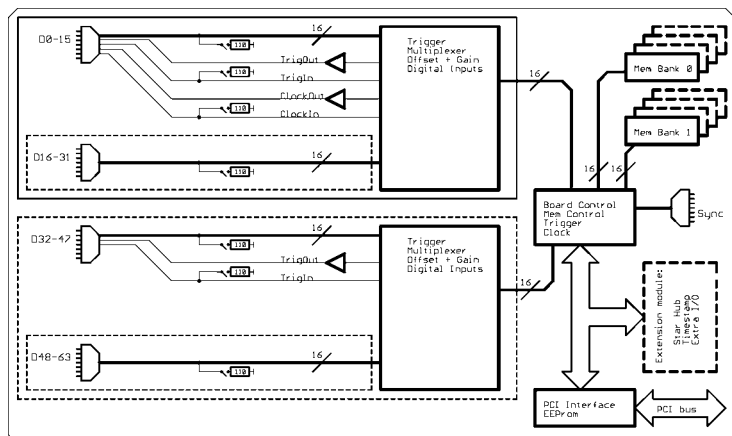 D0-15
110
16
TrigOut
110
TrigIn
ClockOut
110
ClockIn
Trigger
Multiplexer
Offset + Gain
Digital Inputs
16
D16-31
110
16
Mem Bank 0
Mem Bank 1
16
16
Board Control
Mem Control
Trigger
Clock
Sync
D32-47
110
16
TrigOut
110
TrigIn
Trigger
Multiplexer
Offset + Gain
Digital Inputs
16
D48-63
110
16
Extension module:
Star Hub
Timestamp
Extra I/O
PCI Interface
EEProm
PCI bus